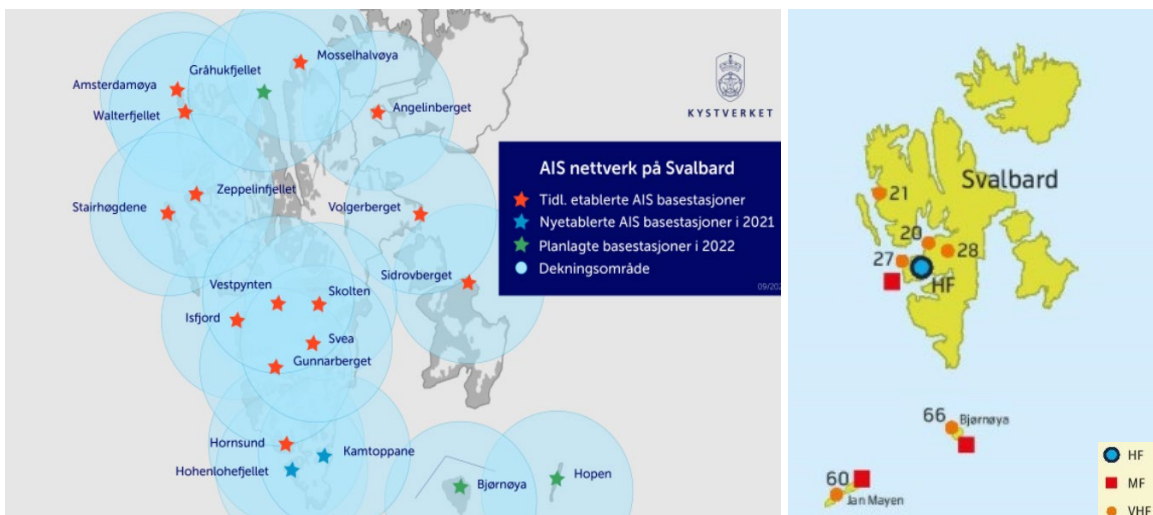 Mosselhalvøya
Gråhukfjellet
Amsterdamøya
Walterfjellet
Angelinberget
KYSTVERKET
AIS nettverk på Svalbard
Tidl. etablerte AIS basestasjoner
Nyetablerte AIS basestasjoner i 2021
Planlagte basestasjoner i 2022
Dekningsområde
Zeppelinfjellet
Stairhøgdene
Volgerberget
Sidrovberget
Vestpynten
Skolten
Isfjord
Svea
Gunnarberget
Hornsund
Kamtoppane
Hohenlohefjellet
Bjørnøya
Hopen
Svalbard
21
20
28
27
HF
66
Bjørnøya
60
Jan Mayen
HF
MF
VHF